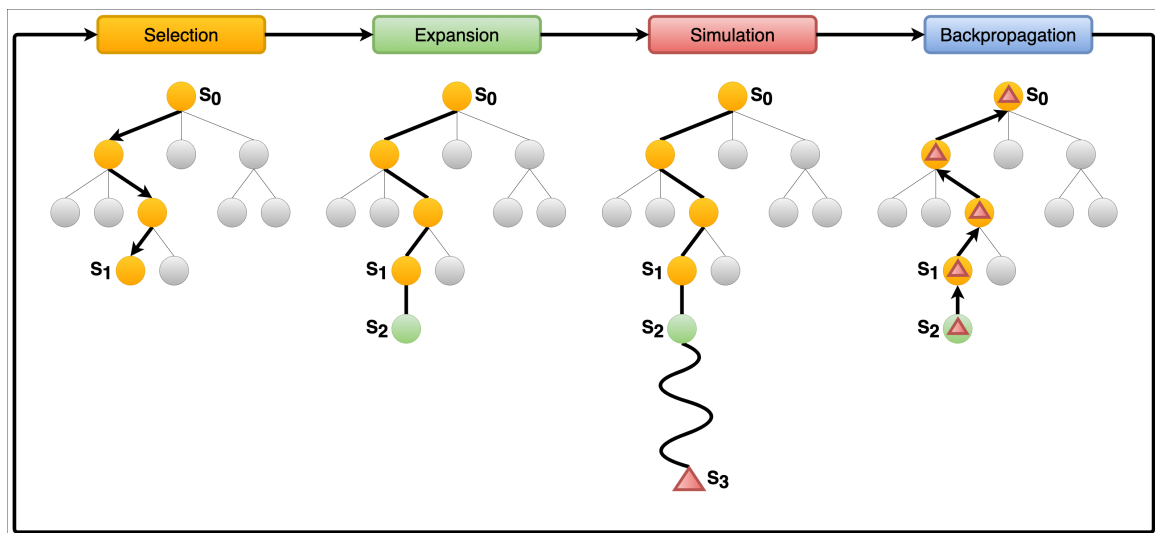 Selection Expansion Simulation Backpropagation
S0 S0 S0 S0
S1 S1 S1 S1
S2 S2 S2
S3